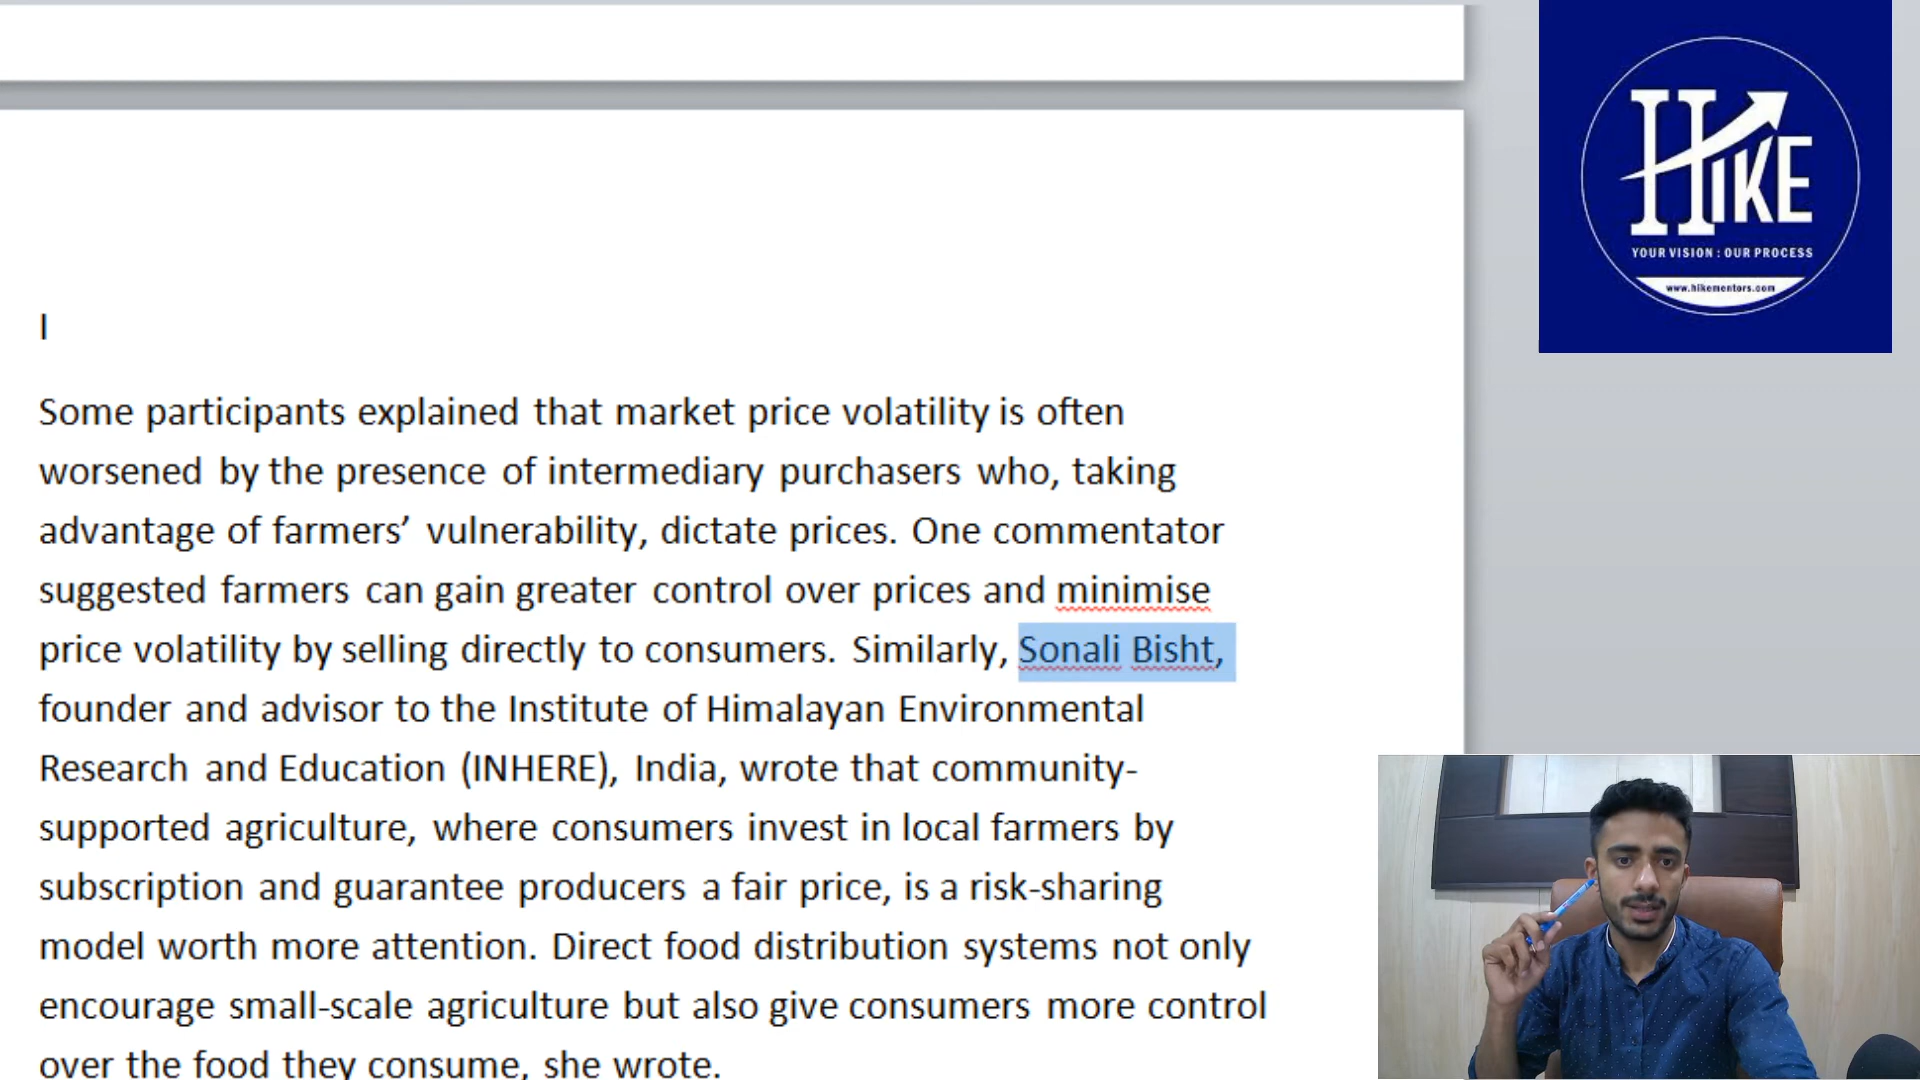 HIKE
YOUR VISION : OUR PROCESS
www.hikementors.com
I
Some participants explained that market price volatility is often
worsened by the presence of intermediary purchasers who, taking
advantage of farmers’ vulnerability, dictate prices. One commentator
suggested farmers can gain greater control over prices and minimise
price volatility by selling directly to consumers. Similarly, Sonali Bisht,
founder and advisor to the Institute of Himalayan Environmental
Research and Education (INHERE), India, wrote that community-
supported agriculture, where consumers invest in local farmers by
subscription and guarantee producers a fair price, is a risk-sharing
model worth more attention. Direct food distribution systems not only
encourage small-scale agriculture but also give consumers more control
over the food they consume, she wrote.